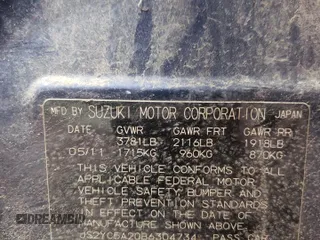 MFD BY SUZUKI MOTOR CORPORATION JAPAN
DATE GVWR GAWR FRT GAWR RR
3781LB 2116LB 1918LB
05/11 1715KG 960KG 870KG
THIS VEHICLE CONFORMS TO ALL
APPLICABLE FEDERAL MOTOR
VEHICLE SAFETY BUMPER AND
THEFT PREVENTION STANDARDS
IN EFFECT ON THE DATE OF
MANUFACTURE SHOWN ABOVE
PASS CAR